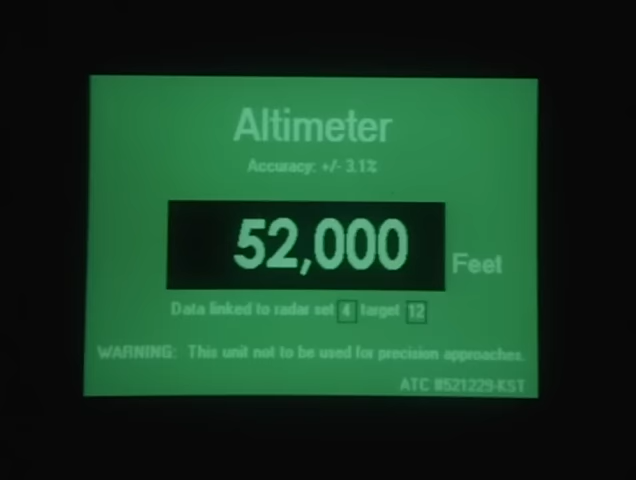 Altimeter
Accuracy: +/- 3.1%
52,000 Feet
Data linked to radar set 4 target 12
WARNING: This unit not to be used for precision approaches.
ATC #521229-KST